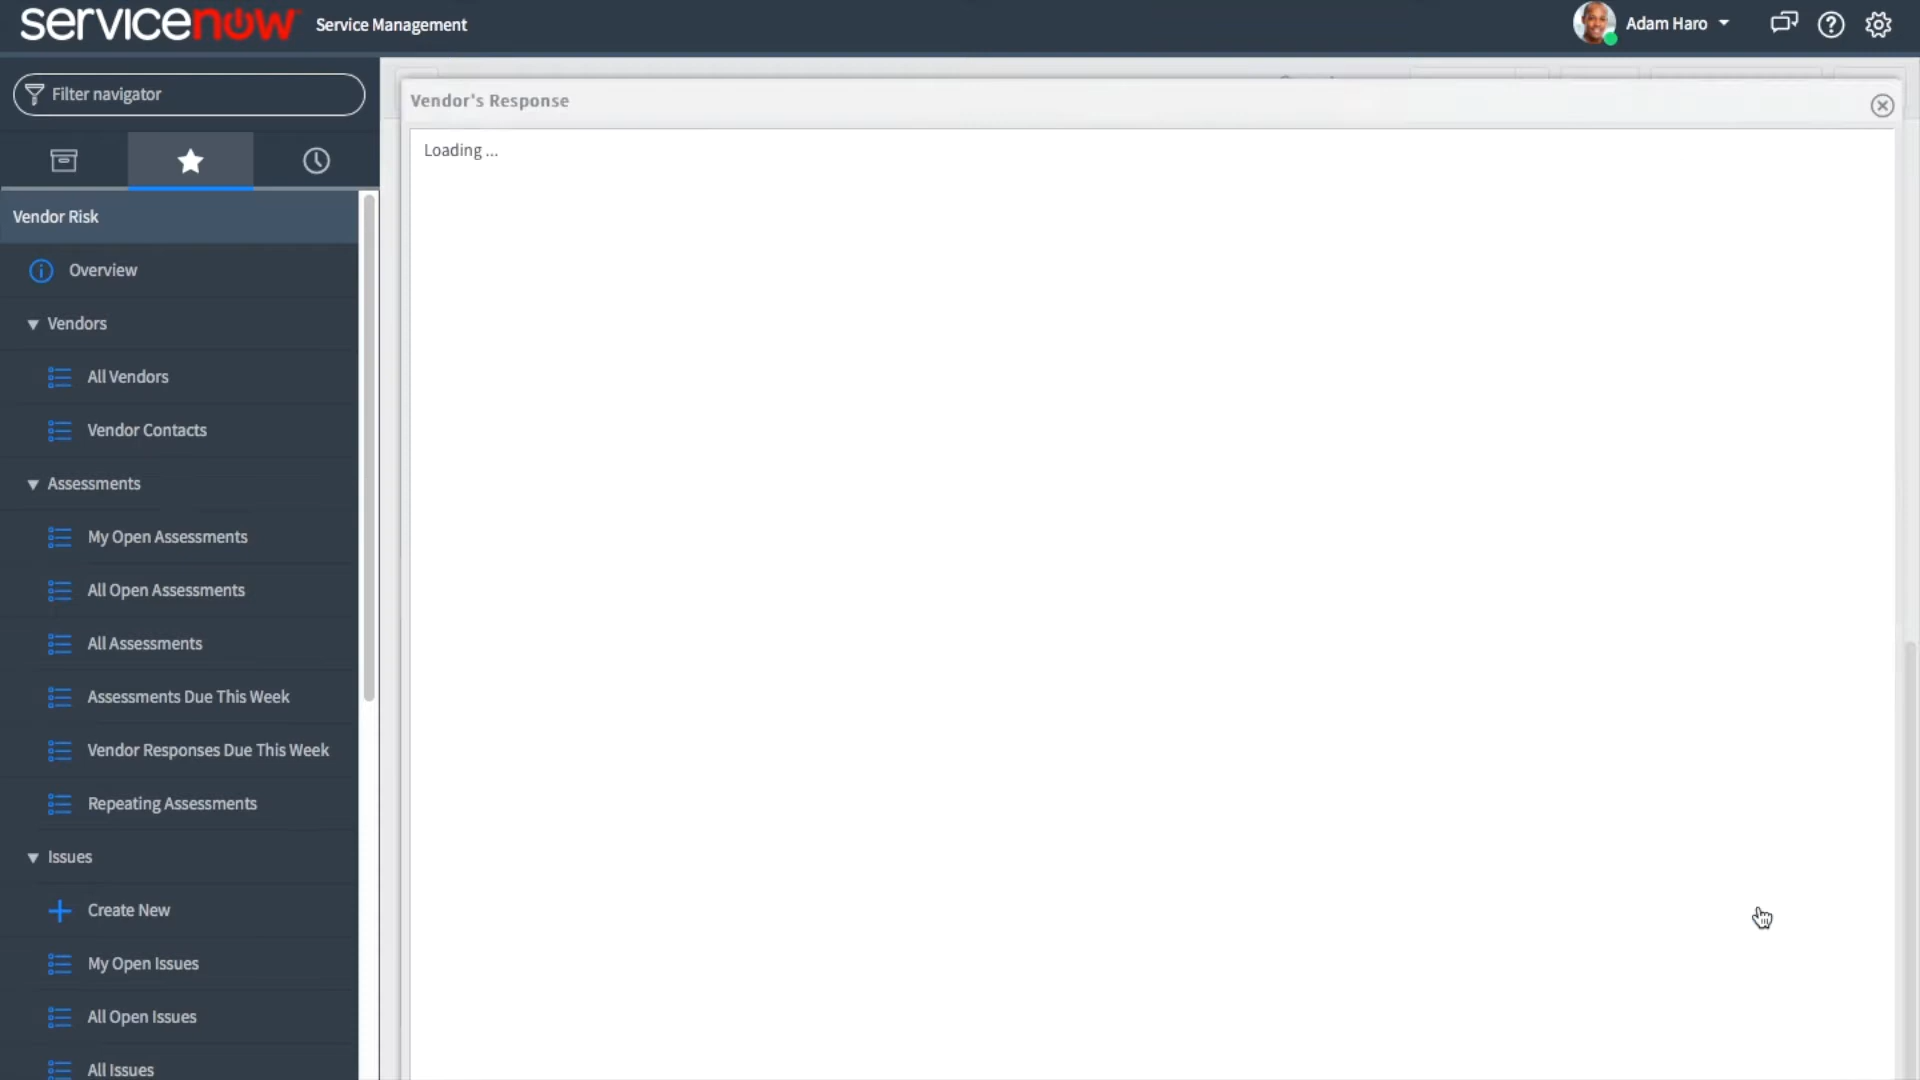 servicenow Service Management
Adam Haro
Filter navigator
Vendor Risk
Overview
Vendors
All Vendors
Vendor Contacts
Assessments
My Open Assessments
All Open Assessments
All Assessments
Assessments Due This Week
Vendor Responses Due This Week
Repeating Assessments
Issues
Create New
My Open Issues
All Open Issues
All Issues
Vendor's Response
Loading ...